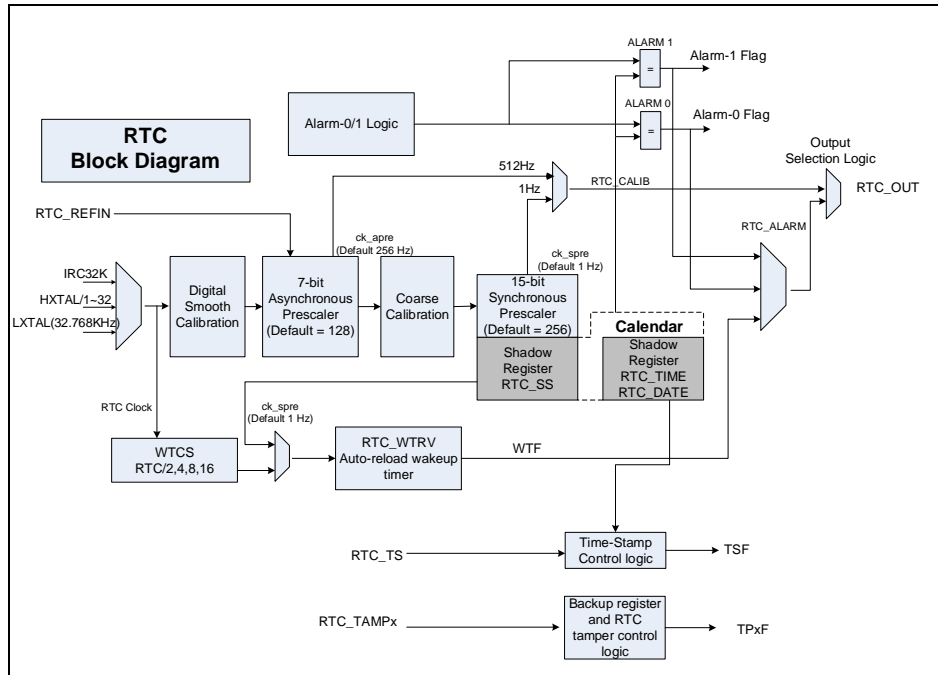 ALARM 1
Alarm-1 Flag
=
ALARM 0
Alarm-0 Flag
=
Alarm-0/1 Logic
RTC
Block Diagram
Output
Selection Logic
RTC_OUT
512Hz
1Hz
RTC_CALIB
RTC_REFIN
ck_apre
(Default 256 Hz)
RTC_ALARM
ck_spre
(Default 1 Hz)
IRC32K
HXTAL/1~32
LXTAL(32.768KHz)
Digital
Smooth
Calibration
7-bit
Asynchronous
Prescaler
(Default = 128)
Coarse
Calibration
15-bit
Synchronous
Prescaler
(Default = 256)
Calendar
Shadow
Register
RTC_SS
Shadow
Register
RTC_TIME
RTC_DATE
RTC Clock
ck_spre
(Default 1 Hz)
WTCS
RTC/2,4,8,16
RTC_WTRV
Auto-reload wakeup
timer
WTF
RTC_TS
Time-Stamp
Control logic
TSF
RTC_TAMPx
Backup register
and RTC
tamper control
logic
TPxF